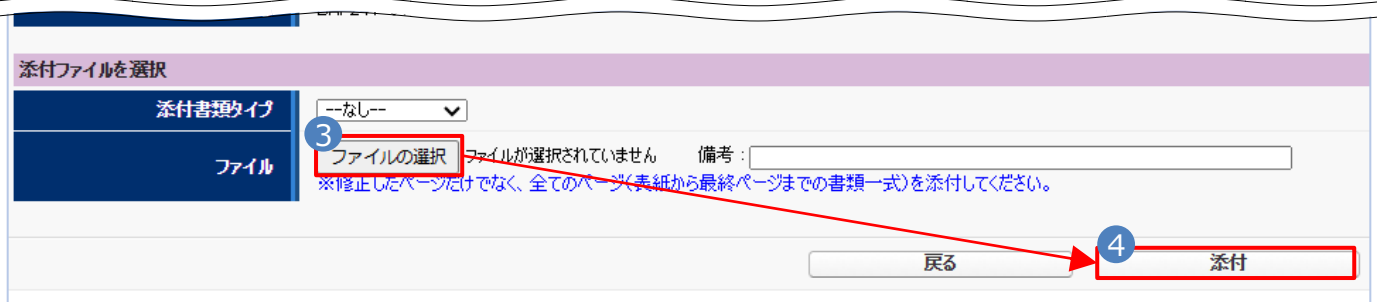 添付ファイルを選択
添付書類タイプ --なし--
3
ファイル ファイルの選択 ファイルが選択されていません 備考：
※修正したページだけでなく、全てのページ(表紙から最終ページまでの書類一式)を添付してください。
4
戻る 添付